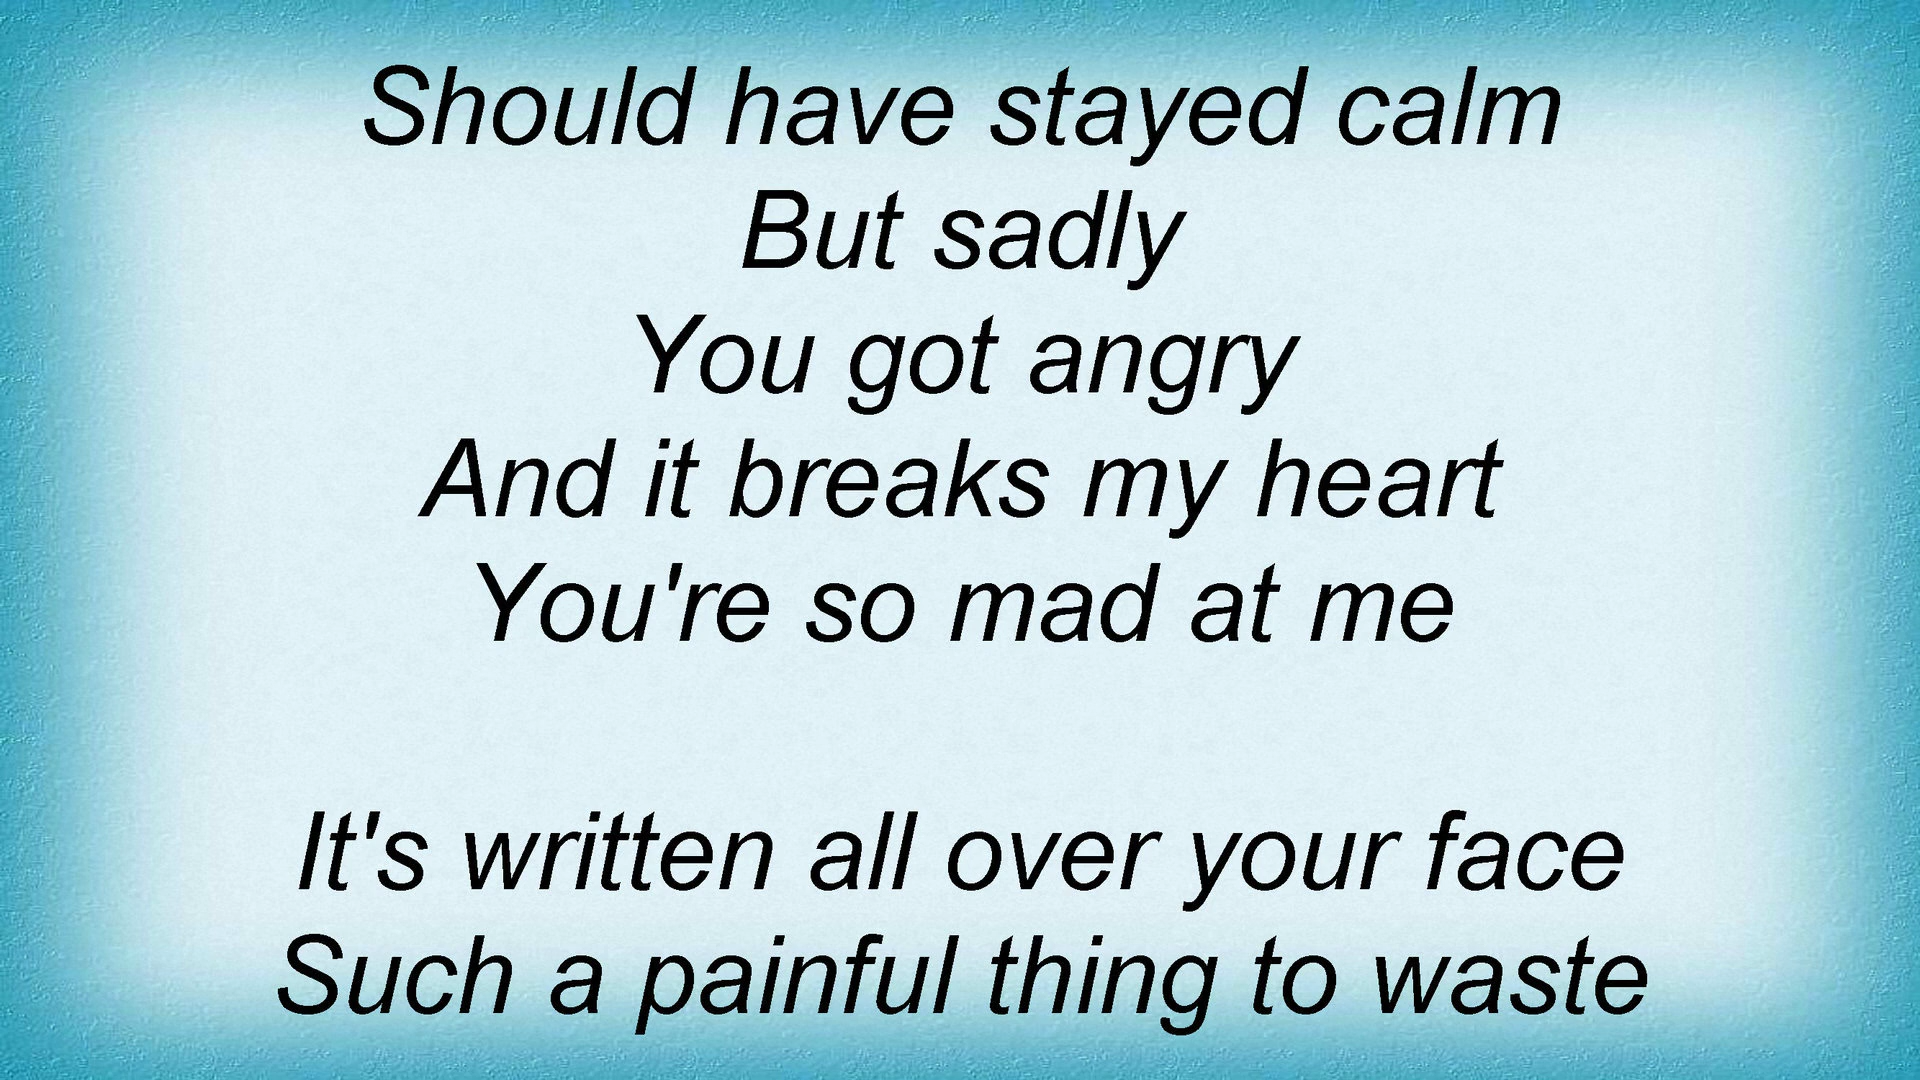 Should have stayed calm
But sadly
You got angry
And it breaks my heart
You're so mad at me
It's written all over your face
Such a painful thing to waste